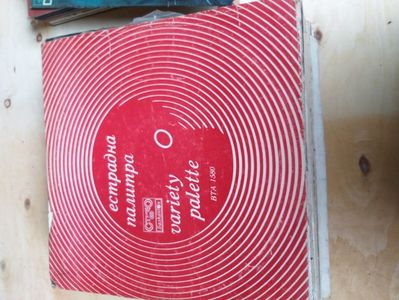 естрадна
палитра
variety
palette
ВТА 1580